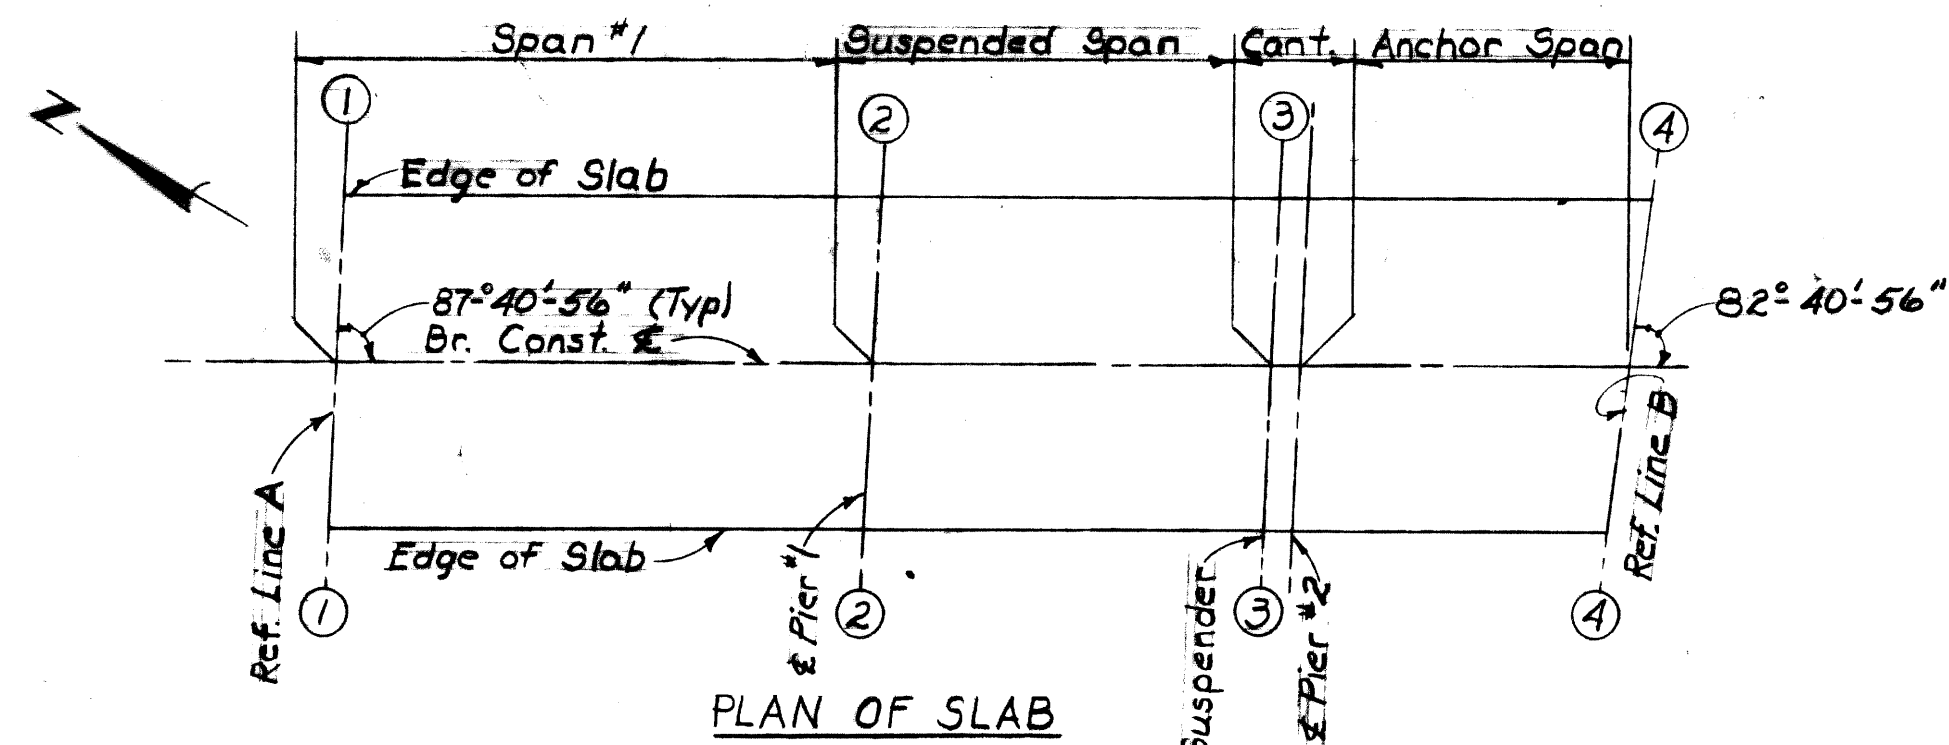 Span #1
Suspended Span
Cant.
Anchor Span
N
1
2
3
4
Edge of Slab
87°-40'-56" (Typ)
Br. Const. ℄
82°-40'-56"
Ref. Line A
Edge of Slab
℄ Pier #1
Suspender
℄ Pier #2
Ref. Line B
1
2
3
4
PLAN OF SLAB